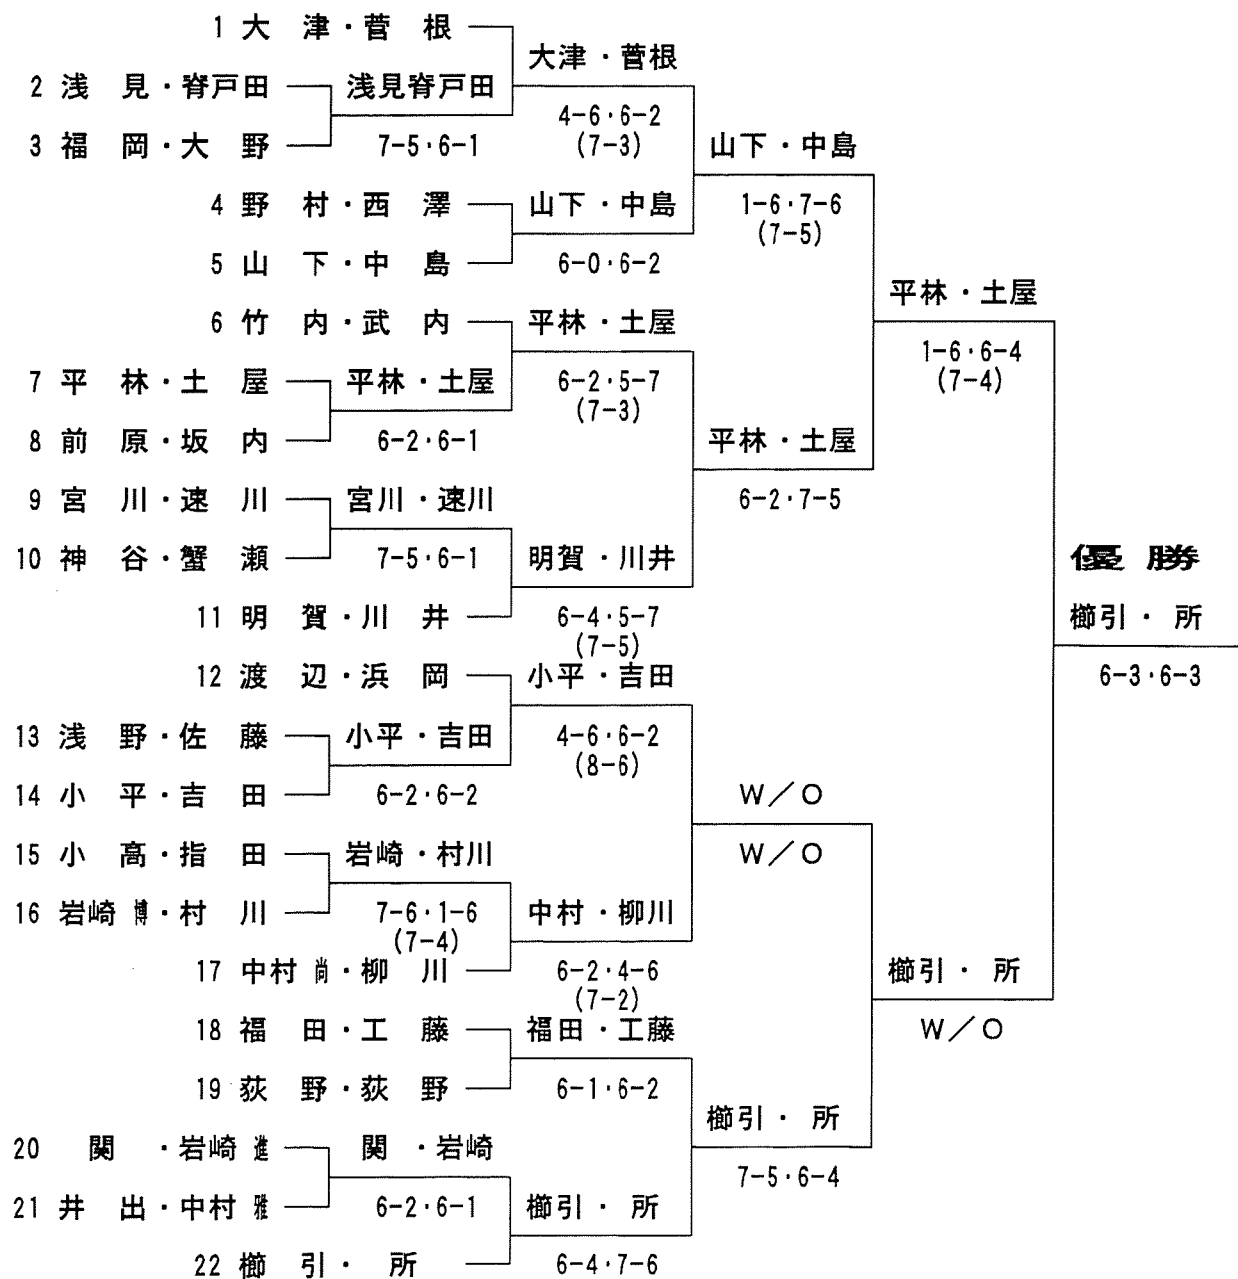 1 大 津・菅 根
大津・菅根
2 浅 見・脊戸田 浅見脊戸田
4-6・6-2
3 福 岡・大 野 7-5・6-1 (7-3) 山下・中島
4 野 村・西 澤 山下・中島 1-6・7-6
(7-5)
5 山 下・中 島 6-0・6-2
平林・土屋
6 竹 内・武 内 平林・土屋
1-6・6-4
7 平 林・土 屋 平林・土屋 6-2・5-7 (7-4)
(7-3)
8 前 原・坂 内 6-2・6-1 平林・土屋
9 宮 川・速 川 宮川・速川 6-2・7-5
10 神 谷・蟹 瀬 7-5・6-1 明賀・川井 優勝
11 明 賀・川 井 6-4・5-7 櫛引・ 所
(7-5)
12 渡 辺・浜 岡 小平・吉田 6-3・6-3
13 浅 野・佐 藤 小平・吉田 4-6・6-2
(8-6)
14 小 平・吉 田 6-2・6-2 W/O
15 小 高・指 田 岩崎・村川 W/O
16 岩崎 博・村 川 7-6・1-6 中村・柳川
(7-4)
17 中村 尚・柳 川 6-2・4-6 櫛引・ 所
(7-2)
18 福 田・工 藤 福田・工藤 W/O
19 荻 野・荻 野 6-1・6-2
櫛引・ 所
20 関 ・岩崎 進 関 ・岩崎
7-5・6-4
21 井 出・中村 雅 6-2・6-1 櫛引・ 所
22 櫛 引・ 所 6-4・7-6